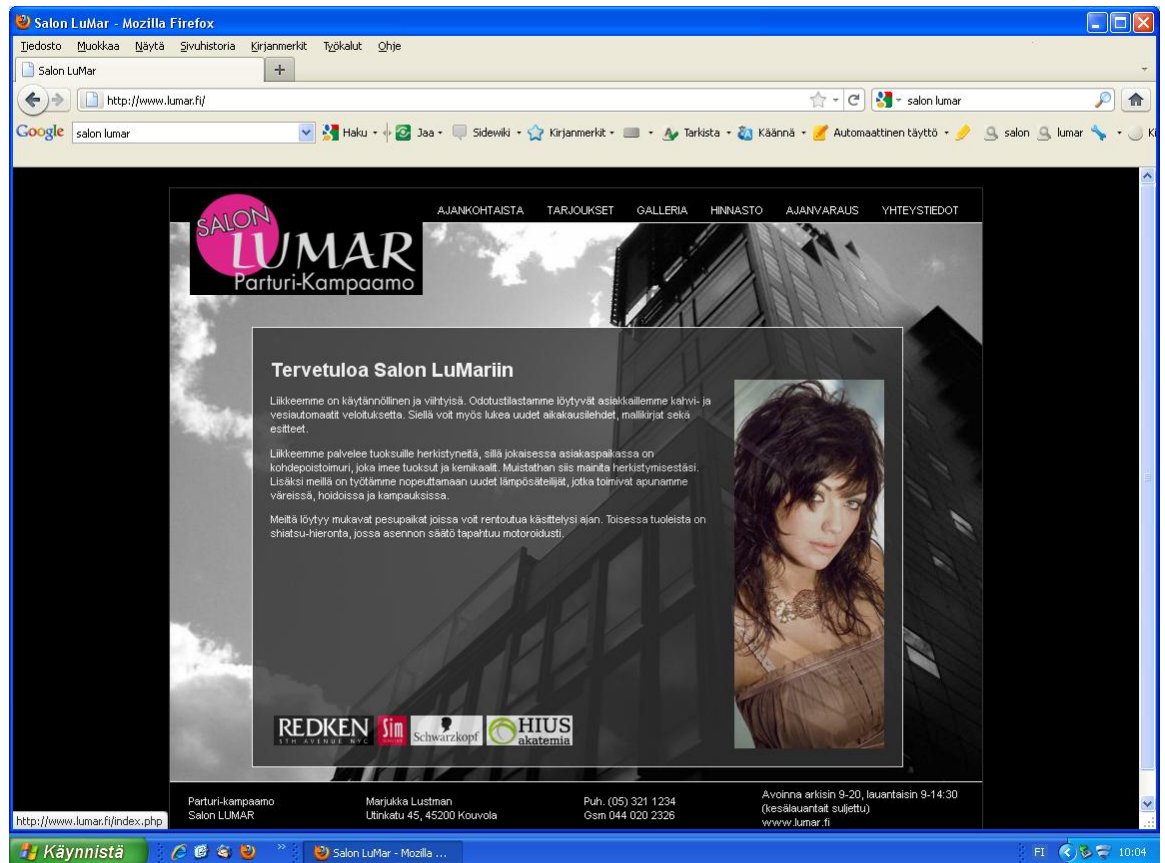 Salon LuMar - Mozilla Firefox
Tiedosto Muokkaa Näytä Sivuhistoria Kirjanmerkit Työkalut Ohje
Salon LuMar
http://www.lumar.fi/ salon lumar
Google salon lumar Haku Jaa Sidewiki Kirjanmerkit Tarkista Käännä Automaattinen täyttö salon lumar Ki
SALON
LUMAR
Parturi-Kampaamo
AJANKOHTAISTA TARJOUKSET GALLERIA HINNASTO AJANVARAUS YHTEYSTIEDOT
Tervetuloa Salon LuMariin
Liikkeemme on käytännöllinen ja viihtyisä. Odotustilastamme löytyvät asiakkaillemme kahvi- ja
vesiautomaatit veloituksetta. Siellä voit myös lukea uudet aikakausilehdet, mallikirjat sekä
esitteet.
Liikkeemme palvelee tuoksuille herkistyneitä, sillä jokaisessa asiakaspaikassa on
kohdepoistoimuri, joka imee tuoksut ja kemikaalit. Muistathan siis mainita herkistymisestäsi.
Lisäksi meillä on työtämme nopeuttamaan uudet lämpösäteilijät, jotka toimivat apunamme
väreissä, hoidoissa ja kampauksissa.
Meiltä löytyy mukavat pesupaikat joissa voit rentoutua käsittelysi ajan. Toisessa tuoleista on
shiatsu-hieronta, jossa asennon säätö tapahtuu motoroidusti.
REDKEN
5TH AVENUE NYC
Sim
Schwarzkopf
HIUS
akatemia
Parturi-kampaamo
Salon LUMAR
Marjukka Lustman
Utinkatu 45, 45200 Kouvola
Puh. (05) 321 1234
Gsm 044 020 2326
Avoinna arkisin 9-20, lauantaisin 9-14:30
(kesälauantait suljettu)
www.lumar.fi
http://www.lumar.fi/index.php
Käynnistä Salon LuMar - Mozilla ... FI 10:04